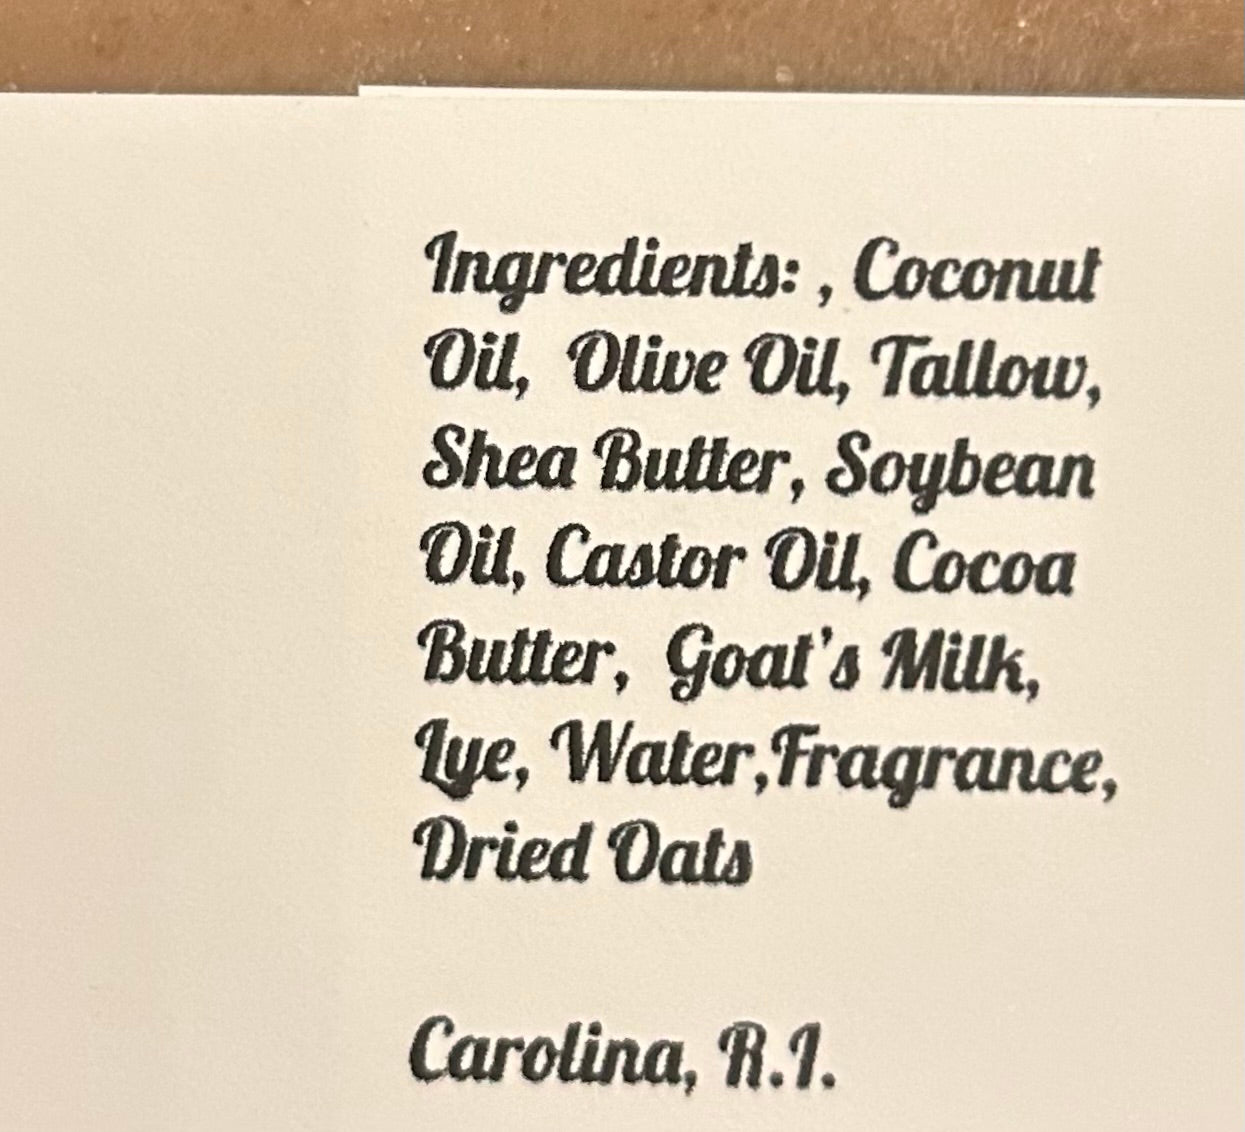 Ingredients: , Coconut
Oil,  Olive Oil, Tallow,
Shea Butter, Soybean
Oil, Castor Oil, Cocoa
Butter,  Goat's Milk,
Lye, Water,Fragrance,
Dried Oats
Carolina, R.I.